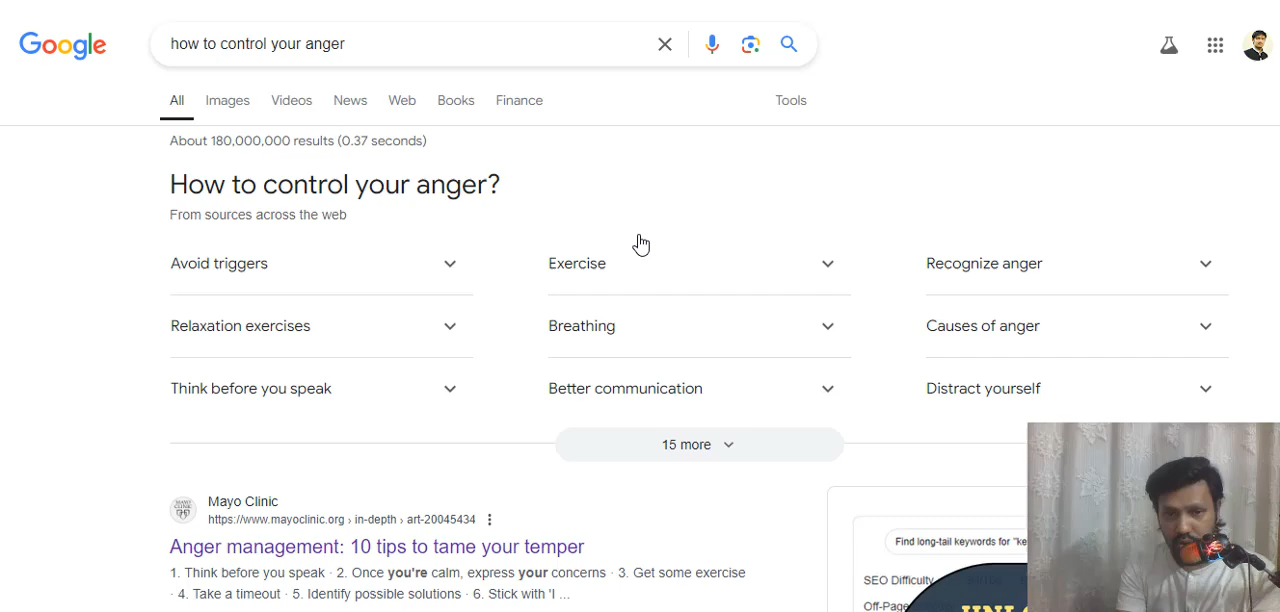 Google
how to control your anger
All Images Videos News Web Books Finance Tools
About 180,000,000 results (0.37 seconds)
How to control your anger?
From sources across the web
Avoid triggers Exercise Recognize anger
Relaxation exercises Breathing Causes of anger
Think before you speak Better communication Distract yourself
15 more
Mayo Clinic
https://www.mayoclinic.org › in-depth › art-20045434
Anger management: 10 tips to tame your temper
1. Think before you speak · 2. Once you're calm, express your concerns · 3. Get some exercise
· 4. Take a timeout · 5. Identify possible solutions · 6. Stick with 'I ...
Find long-tail keywords for "ke
SEO Difficulty
Off-Page